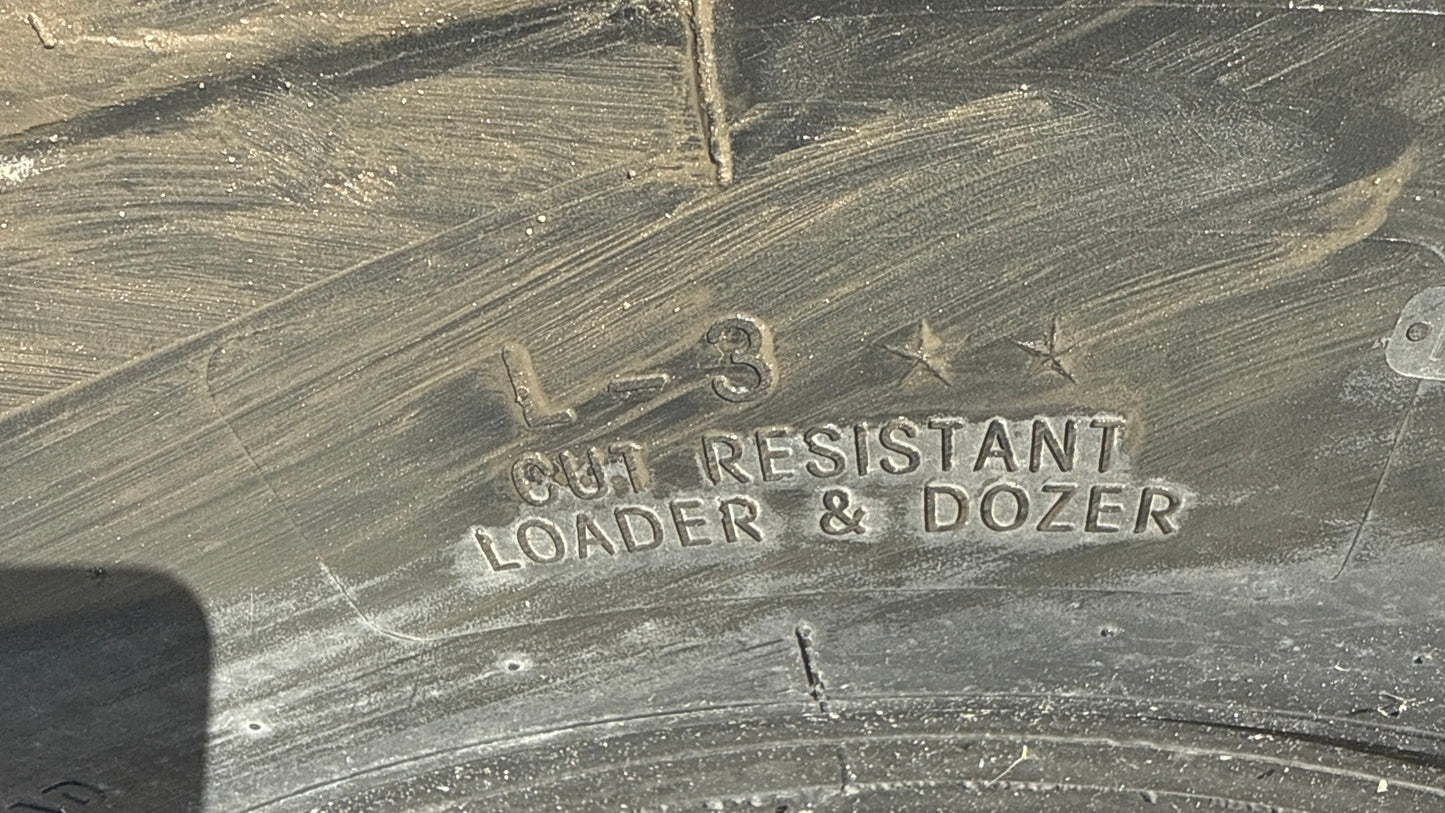 L-3 ★★
CUT RESISTANT
LOADER & DOZER